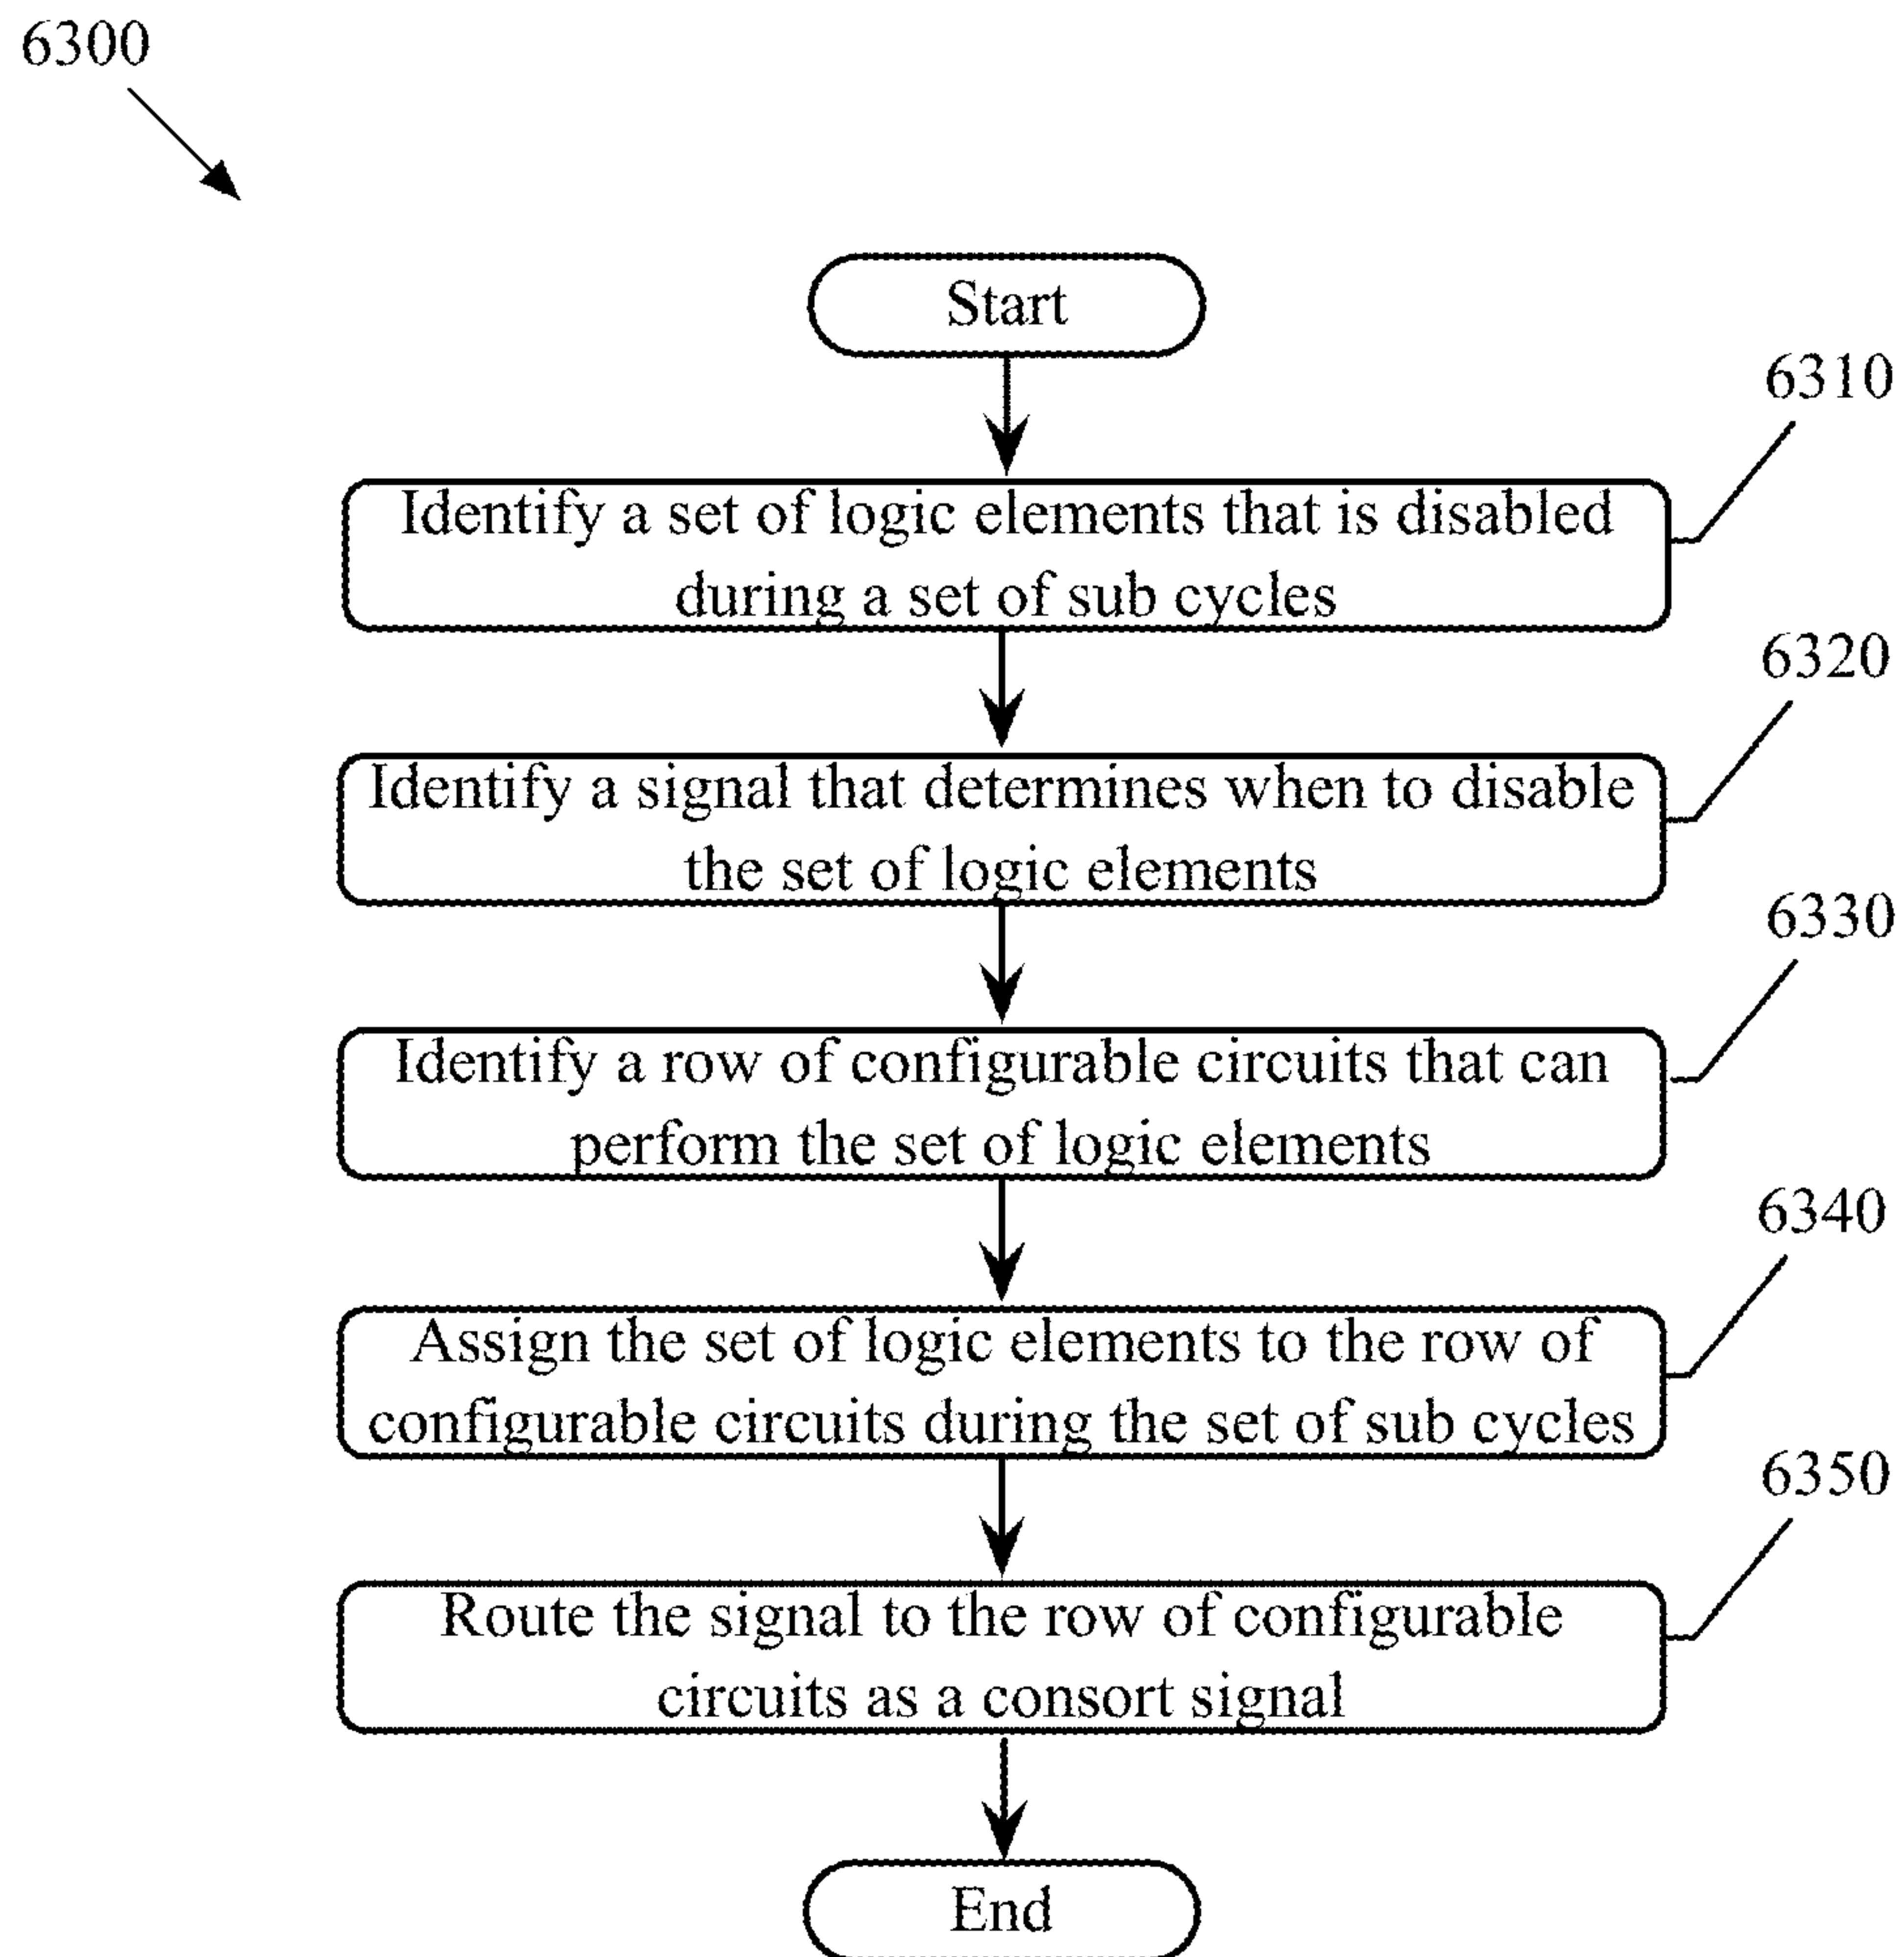 6300
Start
6310
Identify a set of logic elements that is disabled
during a set of sub cycles
6320
Identify a signal that determines when to disable
the set of logic elements
6330
Identify a row of configurable circuits that can
perform the set of logic elements
6340
Assign the set of logic elements to the row of
configurable circuits during the set of sub cycles
6350
Route the signal to the row of configurable
circuits as a consort signal
End